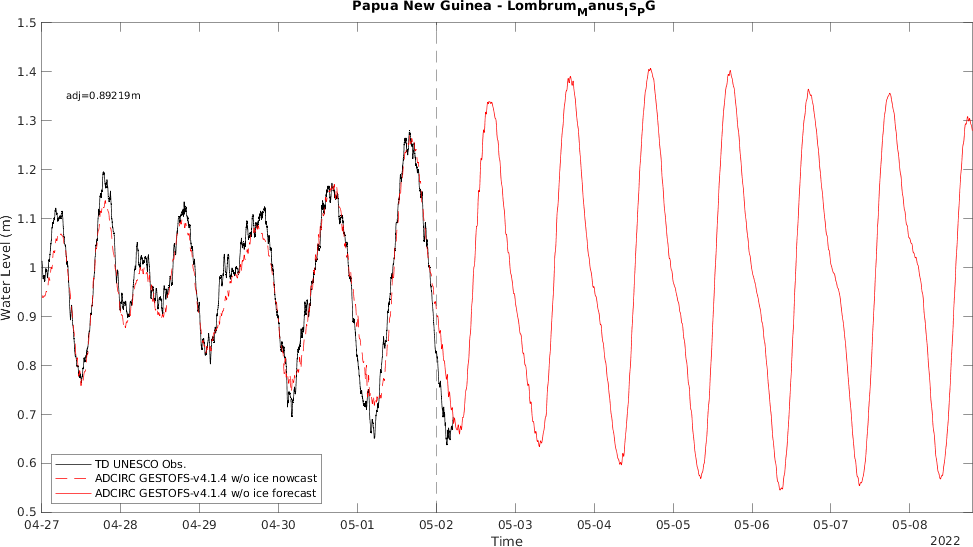 Papua New Guinea - LombrumManusIsPG
1.5
1.4
adj=0.89219m
1.3
1.2
1.1
1
0.9
0.8
0.7
0.6
0.5
Water Level (m)
TD UNESCO Obs.
ADCIRC GESTOFS-v4.1.4 w/o ice nowcast
ADCIRC GESTOFS-v4.1.4 w/o ice forecast
04-27 04-28 04-29 04-30 05-01 05-02 05-03 05-04 05-05 05-06 05-07 05-08
Time
2022